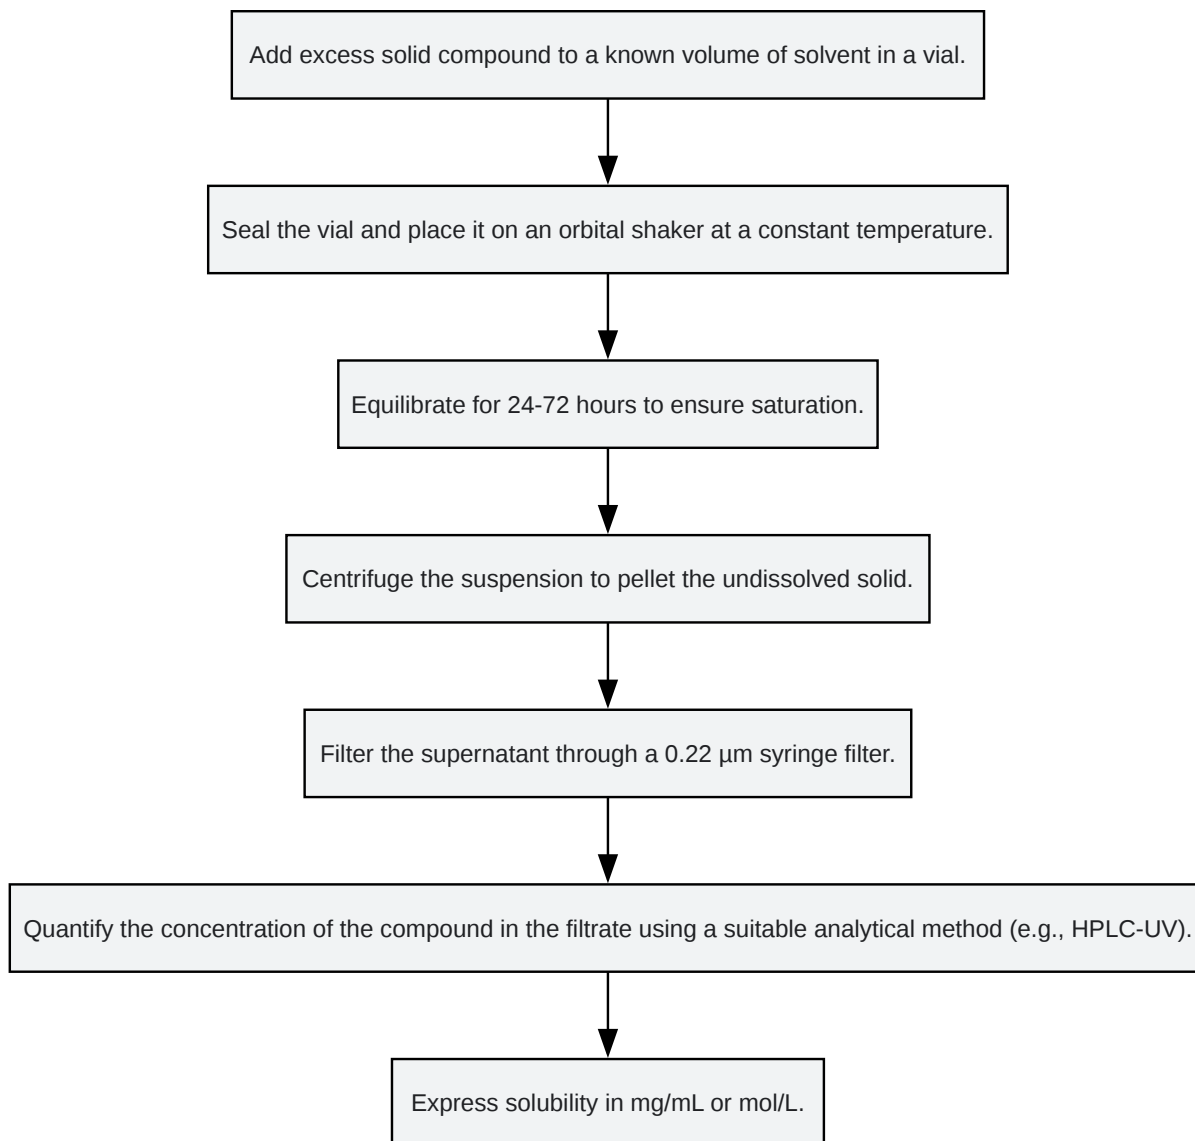 Add excess solid compound to a known volume of solvent in a vial.
Seal the vial and place it on an orbital shaker at a constant temperature.
Equilibrate for 24-72 hours to ensure saturation.
Centrifuge the suspension to pellet the undissolved solid.
Filter the supernatant through a 0.22 µm syringe filter.
Quantify the concentration of the compound in the filtrate using a suitable analytical method (e.g., HPLC-UV).
Express solubility in mg/mL or mol/L.